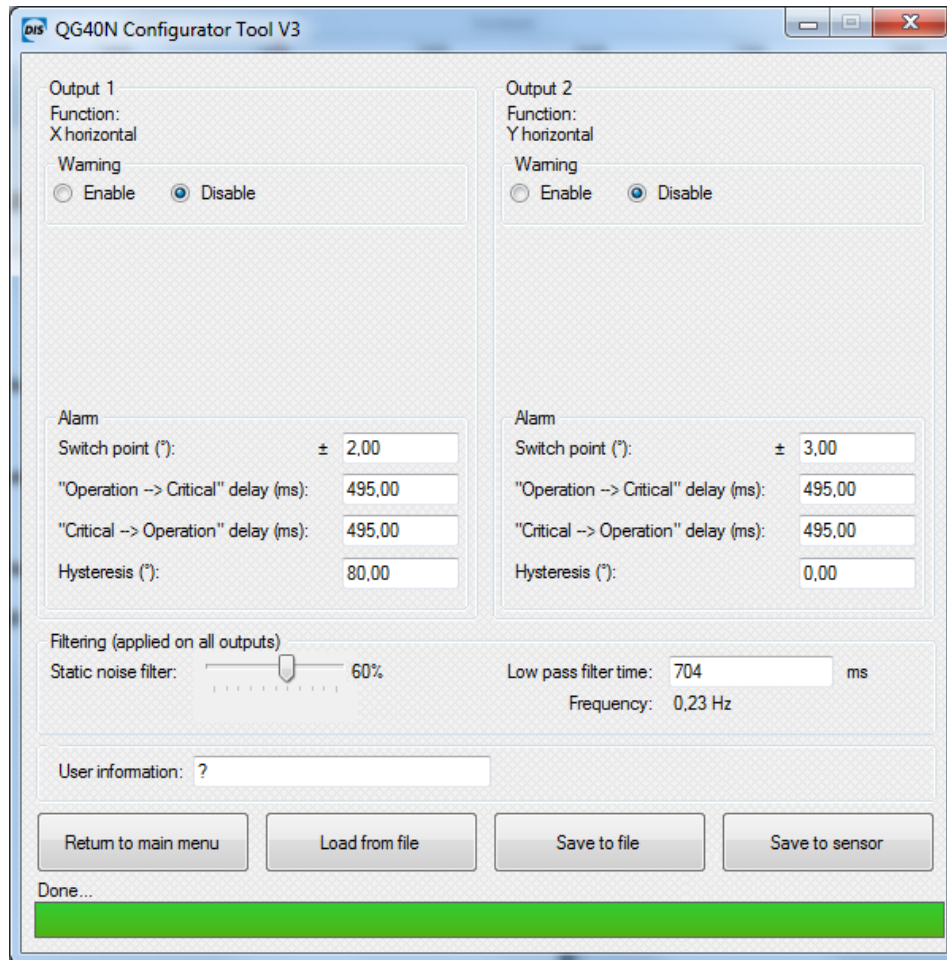 DIS QG40N Configurator Tool V3
Output 1
Function:
X horizontal
Warning
Enable Disable
Alarm
Switch point (°): ± 2,00
"Operation --> Critical" delay (ms): 495,00
"Critical --> Operation" delay (ms): 495,00
Hysteresis (°): 80,00
Output 2
Function:
Y horizontal
Warning
Enable Disable
Alarm
Switch point (°): ± 3,00
"Operation --> Critical" delay (ms): 495,00
"Critical --> Operation" delay (ms): 495,00
Hysteresis (°): 0,00
Filtering (applied on all outputs)
Static noise filter: 60%
Low pass filter time: 704 ms
Frequency: 0,23 Hz
User information: ?
Return to main menu
Load from file
Save to file
Save to sensor
Done...